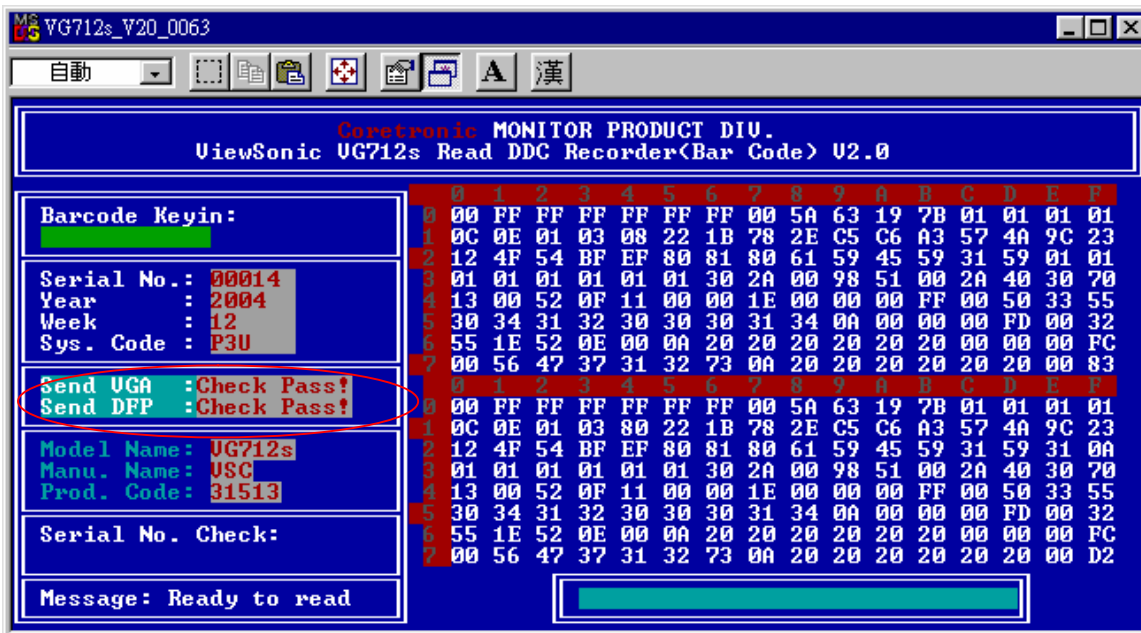 VG712s_V20_0063
自動
A 漢
Coretronic MONITOR PRODUCT DIV.
ViewSonic VG712s Read DDC Recorder(Bar Code) V2.0
Barcode Keyin:
Serial No.: 00014
Year : 2004
Week : 12
Sys. Code : P3U
Send VGA :Check Pass!
Send DFP :Check Pass!
Model Name: VG712s
Manu. Name: VSC
Prod. Code: 31513
Serial No. Check:
Message: Ready to read
0 1 2 3 4 5 6 7 8 9 A B C D E F
0 00 FF FF FF FF FF FF 00 5A 63 19 7B 01 01 01 01
1 0C 0E 01 03 08 22 1B 78 2E C5 C6 A3 57 4A 9C 23
2 12 4F 54 BF EF 80 81 80 61 59 45 59 31 59 01 01
3 01 01 01 01 01 01 30 2A 00 98 51 00 2A 40 30 70
4 13 00 52 0F 11 00 00 1E 00 00 00 FF 00 50 33 55
5 30 34 31 32 30 30 30 31 34 0A 00 00 00 FD 00 32
6 55 1E 52 0E 00 0A 20 20 20 20 20 20 00 00 00 FC
7 00 56 47 37 31 32 73 0A 20 20 20 20 20 20 00 83
0 1 2 3 4 5 6 7 8 9 A B C D E F
0 00 FF FF FF FF FF FF 00 5A 63 19 7B 01 01 01 01
1 0C 0E 01 03 80 22 1B 78 2E C5 C6 A3 57 4A 9C 23
2 12 4F 54 BF EF 80 81 80 61 59 45 59 31 59 31 0A
3 01 01 01 01 01 01 30 2A 00 98 51 00 2A 40 30 70
4 13 00 52 0F 11 00 00 1E 00 00 00 FF 00 50 33 55
5 30 34 31 32 30 30 30 31 34 0A 00 00 00 FD 00 32
6 55 1E 52 0E 00 0A 20 20 20 20 20 20 00 00 00 FC
7 00 56 47 37 31 32 73 0A 20 20 20 20 20 20 00 D2